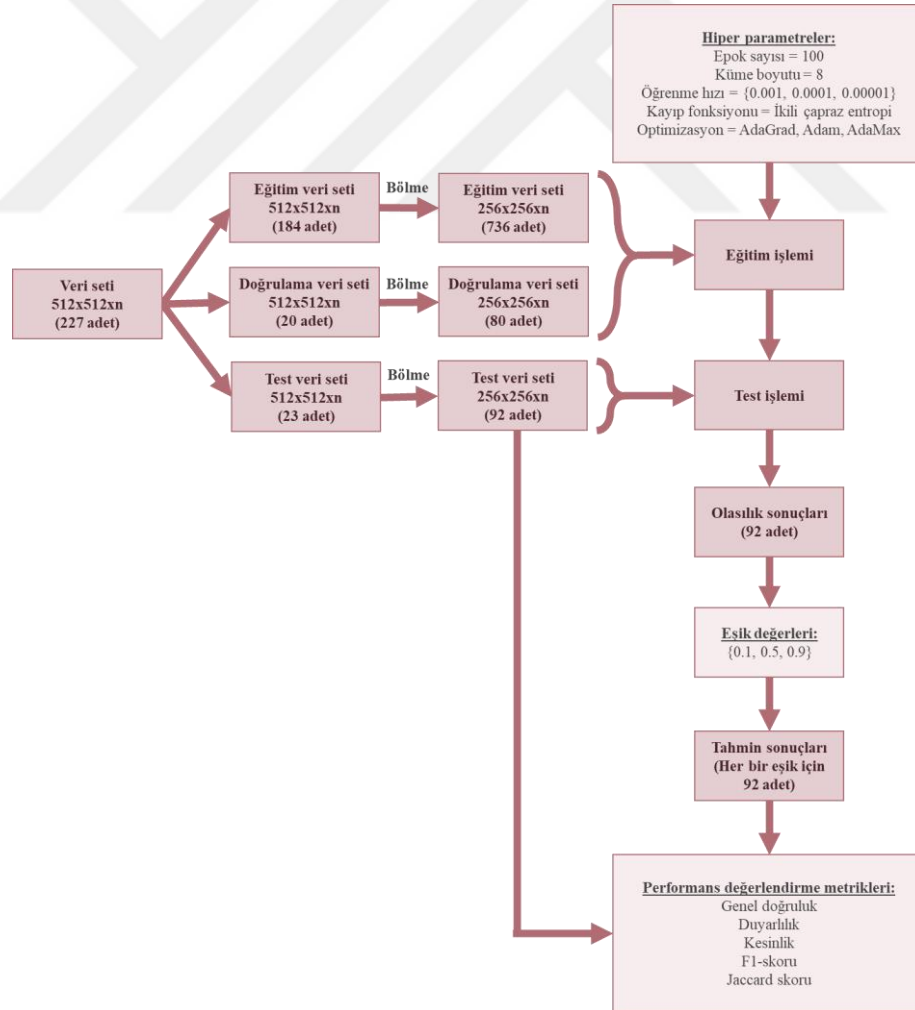 Hiper parametreler:
Epok sayısı = 100
Küme boyutu = 8
Öğrenme hızı = {0.001, 0.0001, 0.00001}
Kayıp fonksiyonu = İkili çapraz entropi
Optimizasyon = AdaGrad, Adam, AdaMax
Veri seti
512x512xn
(227 adet)
Eğitim veri seti
512x512xn
(184 adet)
Bölme
Eğitim veri seti
256x256xn
(736 adet)
Doğrulama veri seti
512x512xn
(20 adet)
Bölme
Doğrulama veri seti
256x256xn
(80 adet)
Test veri seti
512x512xn
(23 adet)
Bölme
Test veri seti
256x256xn
(92 adet)
Eğitim işlemi
Test işlemi
Olasılık sonuçları
(92 adet)
Eşik değerleri:
{0.1, 0.5, 0.9}
Tahmin sonuçları
(Her bir eşik için
92 adet)
Performans değerlendirme metrikleri:
Genel doğruluk
Duyarlılık
Kesinlik
F1-skoru
Jaccard skoru